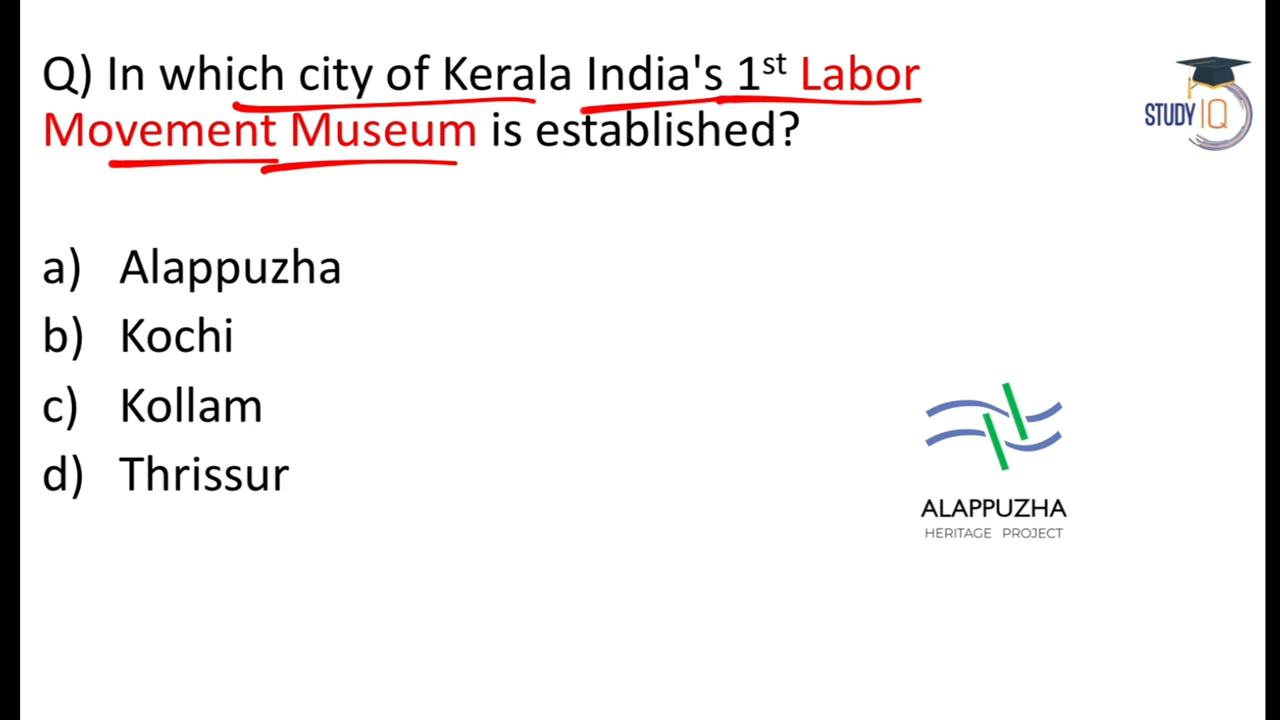 Q) In which city of Kerala India's 1st Labor
Movement Museum is established?
STUDY IQ
a) Alappuzha
b) Kochi
c) Kollam
d) Thrissur
ALAPPUZHA
HERITAGE PROJECT